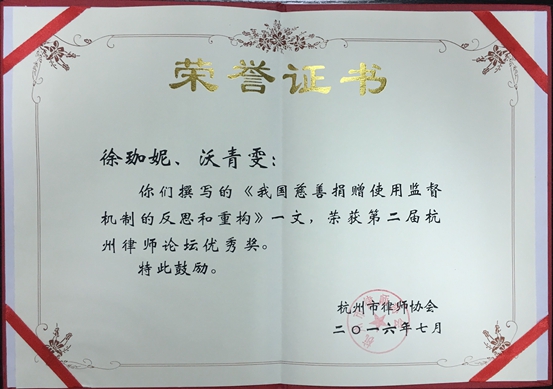 荣誉证书
徐珈妮、沃青雯：
你们撰写的《我国慈善捐赠使用监督
机制的反思和重构》一文，荣获第二届杭
州律师论坛优秀奖。
特此鼓励。
杭州市律师协会
二〇一六年七月